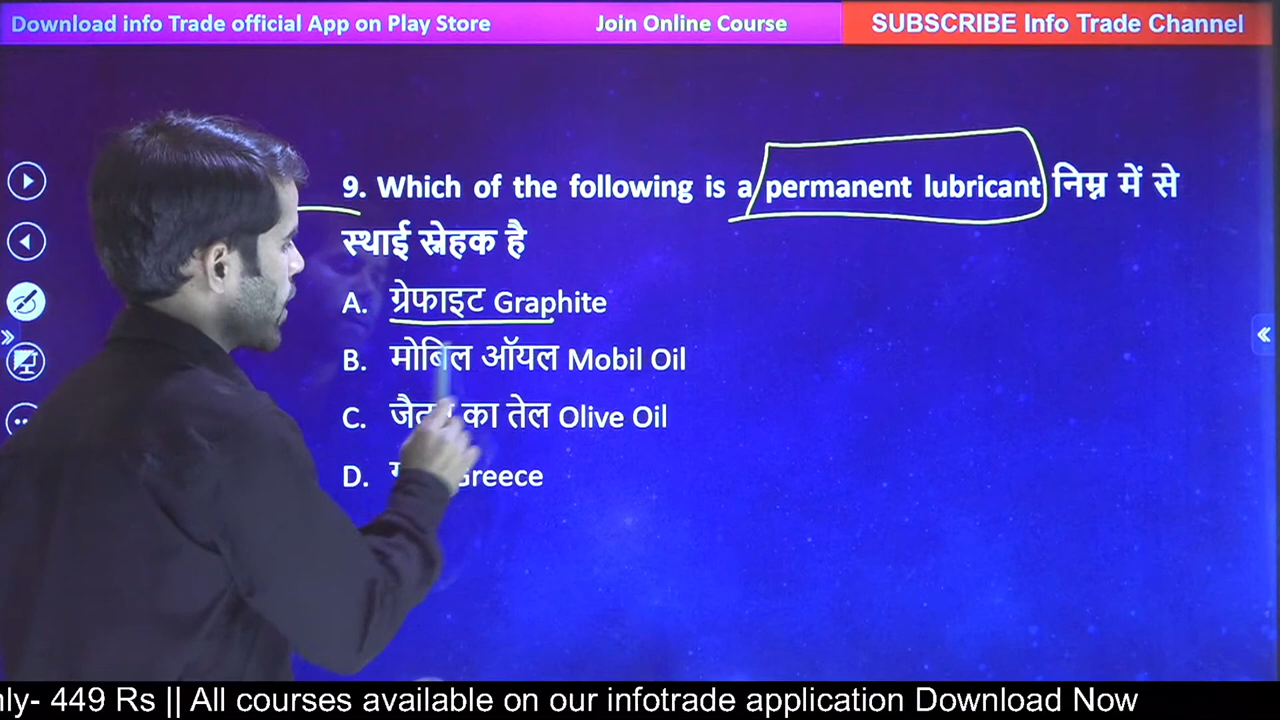 Download info Trade official App on Play Store
Join Online Course
SUBSCRIBE Info Trade Channel
9. Which of the following is a permanent lubricant निम्न में से
स्थाई स्नेहक है
A. ग्रेफाइट Graphite
B. मोबिल ऑयल Mobil Oil
C. का तेल Olive Oil
D. Greece
449 Rs || All courses available on our infotrade application Download Now